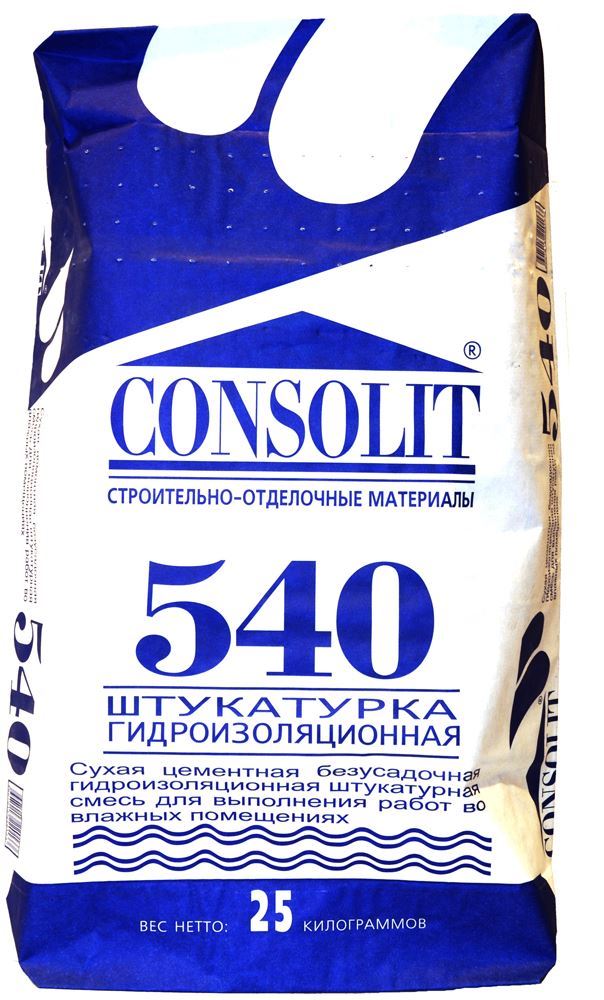 ®
CONSOLIT
СТРОИТЕЛЬНО-ОТДЕЛОЧНЫЕ МАТЕРИАЛЫ
540
ШТУКАТУРКА
ГИДРОИЗОЛЯЦИОННАЯ
Сухая цементная безусадочная
гидроизоляционная штукатурная
смесь для выполнения работ во
влажных помещениях
ВЕС НЕТТО: 25 КИЛОГРАММОВ
540
540
CONSOLIT